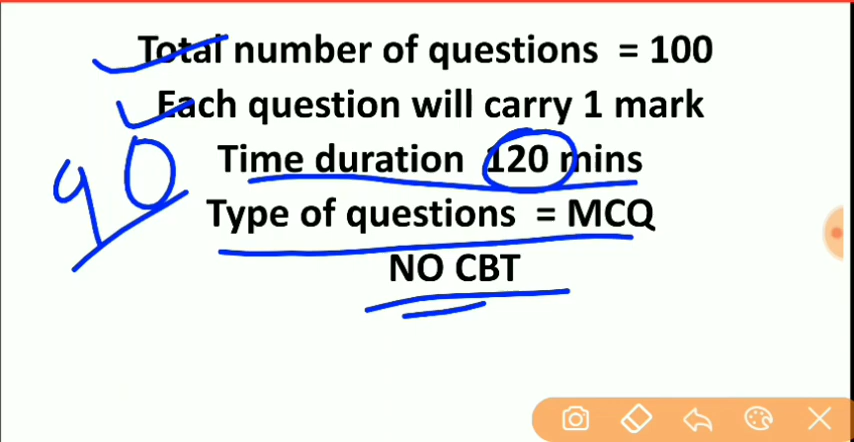 Total number of questions = 100
Each question will carry 1 mark
90
Time duration 120 mins
Type of questions = MCQ
NO CBT